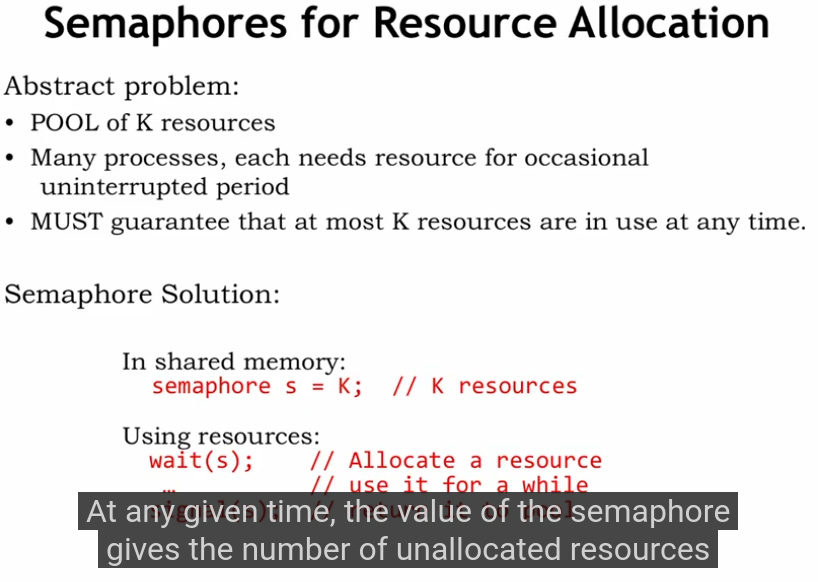 Semaphores for Resource Allocation
Abstract problem:
• POOL of K resources
• Many processes, each needs resource for occasional
uninterrupted period
• MUST guarantee that at most K resources are in use at any time.
Semaphore Solution:
In shared memory:
semaphore s = K; // K resources
Using resources:
wait(s); // Allocate a resource
… // use it for a while
At any given time, the value of the semaphore
gives the number of unallocated resources